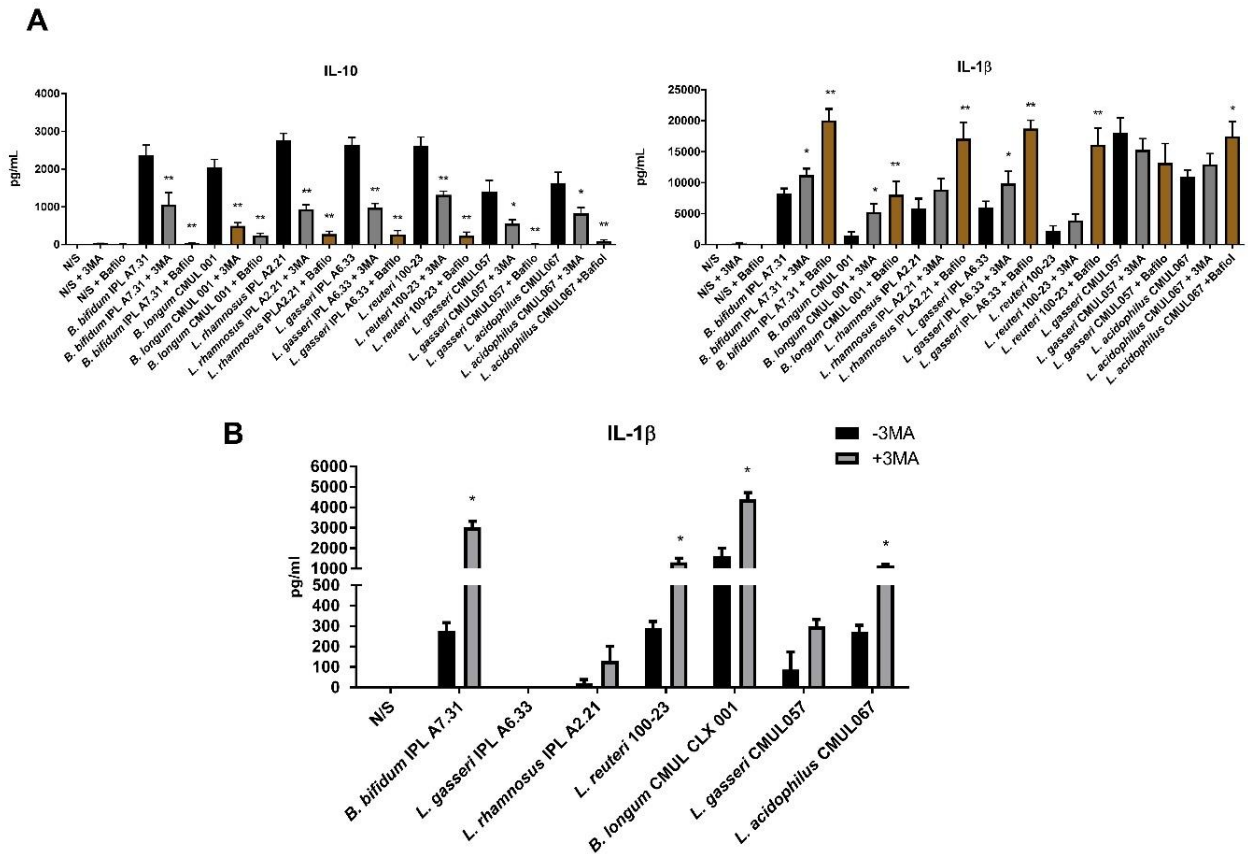 A
IL-10
pg/mL
4000
3000
2000
1000
0
** ** ** ** ** ** ** ** ** ** * ** * **
N/S
N/S + 3MA
N/S + Bafilo
B. bifidum IPL A7.31
B. bifidum IPL A7.31 + 3MA
B. bifidum IPL A7.31 + Bafilo
B. longum CMUL 001
B. longum CMUL 001 + 3MA
B. longum CMUL 001 + Bafilo
L. rhamnosus IPL A2.21
L. rhamnosus IPL A2.21 + 3MA
L. rhamnosus IPL A2.21 + Bafilo
L. gasseri IPL A6.33
L. gasseri IPL A6.33 + 3MA
L. gasseri IPL A6.33 + Bafilo
L. reuteri 100-23
L. reuteri 100-23 + 3MA
L. reuteri 100-23 + Bafilo
L. gasseri CMUL057
L. gasseri CMUL057 + 3MA
L. gasseri CMUL057 + Bafilo
L. acidophilus CMUL067
L. acidophilus CMUL067 + 3MA
L. acidophilus CMUL067 +Bafiol
IL-1β
pg/mL
25000
20000
15000
10000
5000
0
* ** * ** ** * ** ** *
N/S
N/S + 3MA
N/S + Bafilo
B. bifidum IPL A7.31
B. bifidum IPL A7.31 + 3MA
B. bifidum IPL A7.31 + Bafilo
B. longum CMUL 001
B. longum CMUL 001 + 3MA
B. longum CMUL 001 + Bafilo
L. rhamnosus IPL A2.21
L. rhamnosus IPL A2.21 + 3MA
L. rhamnosus IPL A2.21 + Bafilo
L. gasseri IPL A6.33
L. gasseri IPL A6.33 + 3MA
L. gasseri IPL A6.33 + Bafilo
L. reuteri 100-23
L. reuteri 100-23 + 3MA
L. reuteri 100-23 + Bafilo
L. gasseri CMUL057
L. gasseri CMUL057 + 3MA
L. gasseri CMUL057 + Bafilo
L. acidophilus CMUL067
L. acidophilus CMUL067 + 3MA
L. acidophilus CMUL067 +Bafiol
B
IL-1β
-3MA
+3MA
pg/ml
6000
5000
4000
3000
2000
1000
500
400
300
200
100
0
* * * *
N/S
B. bifidum IPL A7.31
L. gasseri IPL A6.33
L. rhamnosus IPL A2.21
L. reuteri 100-23
B. longum CMUL CLX 001
L. gasseri CMUL057
L. acidophilus CMUL067